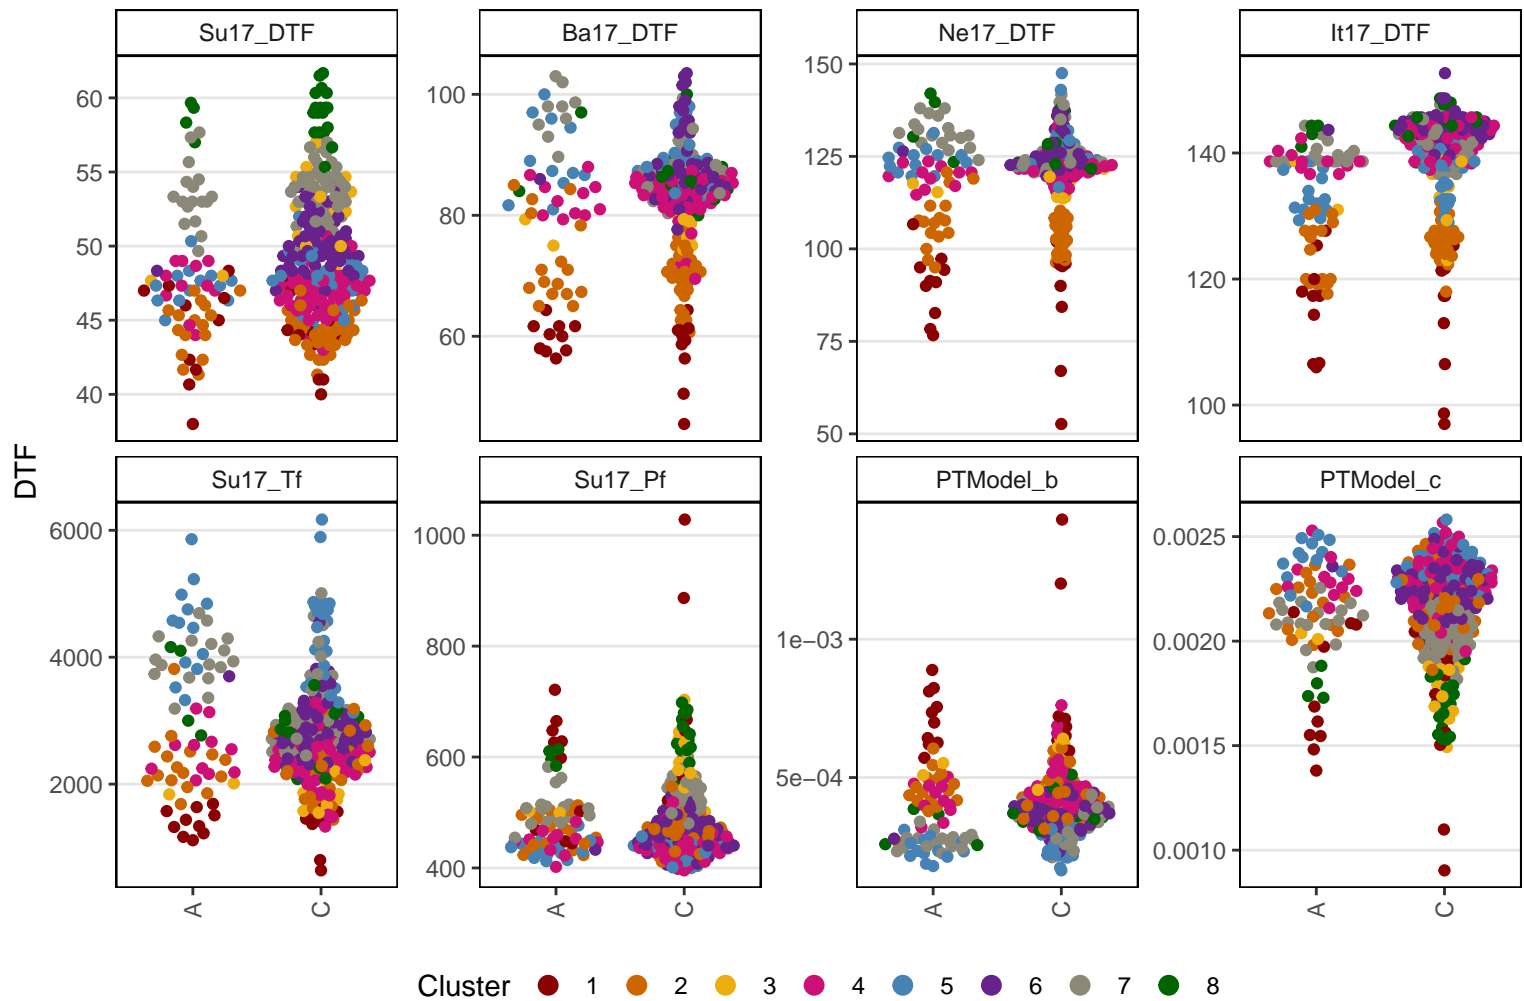 Su17_DTF
Ba17_DTF
Ne17_DTF
It17_DTF
60
55
50
45
40
100
80
60
150
125
100
75
50
140
120
100
DTF
Su17_Tf
Su17_Pf
PTModel_b
PTModel_c
6000
4000
2000
1000
800
600
400
1e−03
5e−04
0.0025
0.0020
0.0015
0.0010
A C A C A C A C
Cluster 1 2 3 4 5 6 7 8